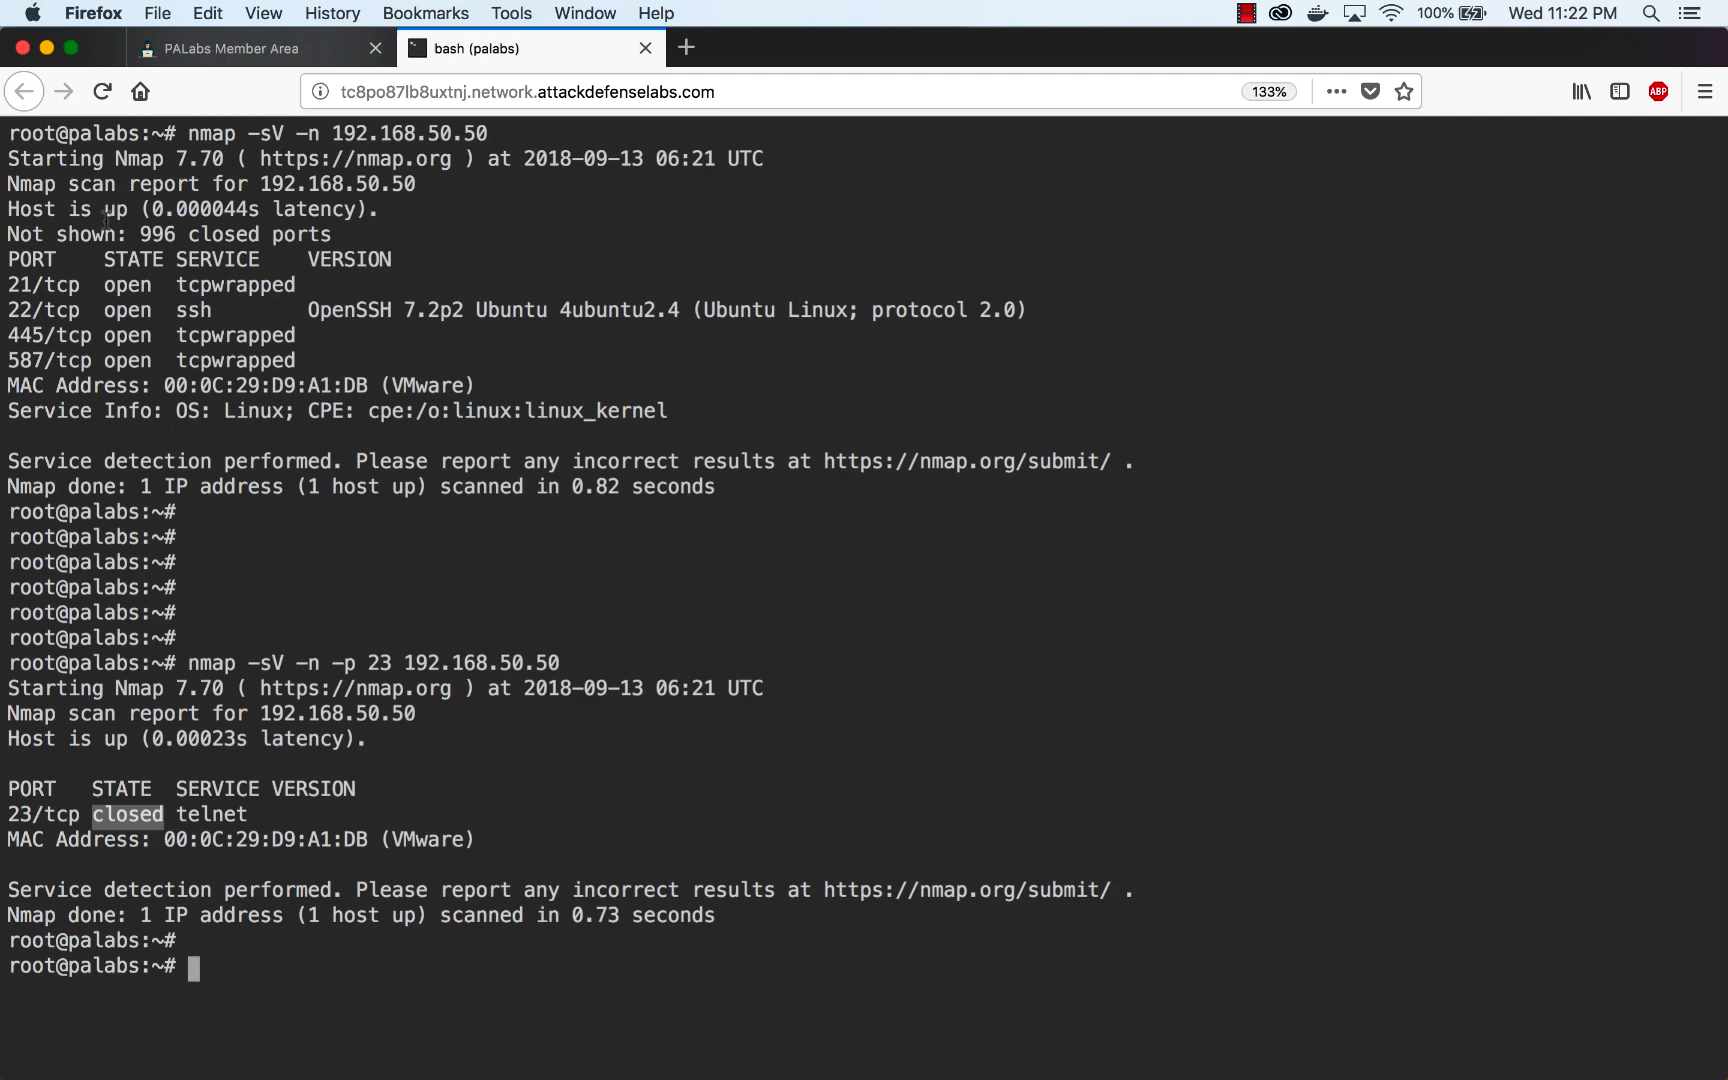 Firefox File Edit View History Bookmarks Tools Window Help 100% Wed 11:22 PM
PALabs Member Area bash (palabs)
tc8po87lb8uxtnj.network.attackdefenselabs.com 133% ABP
root@palabs:~# nmap -sV -n 192.168.50.50
Starting Nmap 7.70 ( https://nmap.org ) at 2018-09-13 06:21 UTC
Nmap scan report for 192.168.50.50
Host is up (0.000044s latency).
Not shown: 996 closed ports
PORT    STATE SERVICE    VERSION
21/tcp  open  tcpwrapped
22/tcp  open  ssh        OpenSSH 7.2p2 Ubuntu 4ubuntu2.4 (Ubuntu Linux; protocol 2.0)
445/tcp open  tcpwrapped
587/tcp open  tcpwrapped
MAC Address: 00:0C:29:D9:A1:DB (VMware)
Service Info: OS: Linux; CPE: cpe:/o:linux:linux_kernel
Service detection performed. Please report any incorrect results at https://nmap.org/submit/ .
Nmap done: 1 IP address (1 host up) scanned in 0.82 seconds
root@palabs:~#
root@palabs:~#
root@palabs:~#
root@palabs:~#
root@palabs:~#
root@palabs:~#
root@palabs:~# nmap -sV -n -p 23 192.168.50.50
Starting Nmap 7.70 ( https://nmap.org ) at 2018-09-13 06:21 UTC
Nmap scan report for 192.168.50.50
Host is up (0.00023s latency).
PORT   STATE  SERVICE VERSION
23/tcp closed telnet
MAC Address: 00:0C:29:D9:A1:DB (VMware)
Service detection performed. Please report any incorrect results at https://nmap.org/submit/ .
Nmap done: 1 IP address (1 host up) scanned in 0.73 seconds
root@palabs:~#
root@palabs:~#